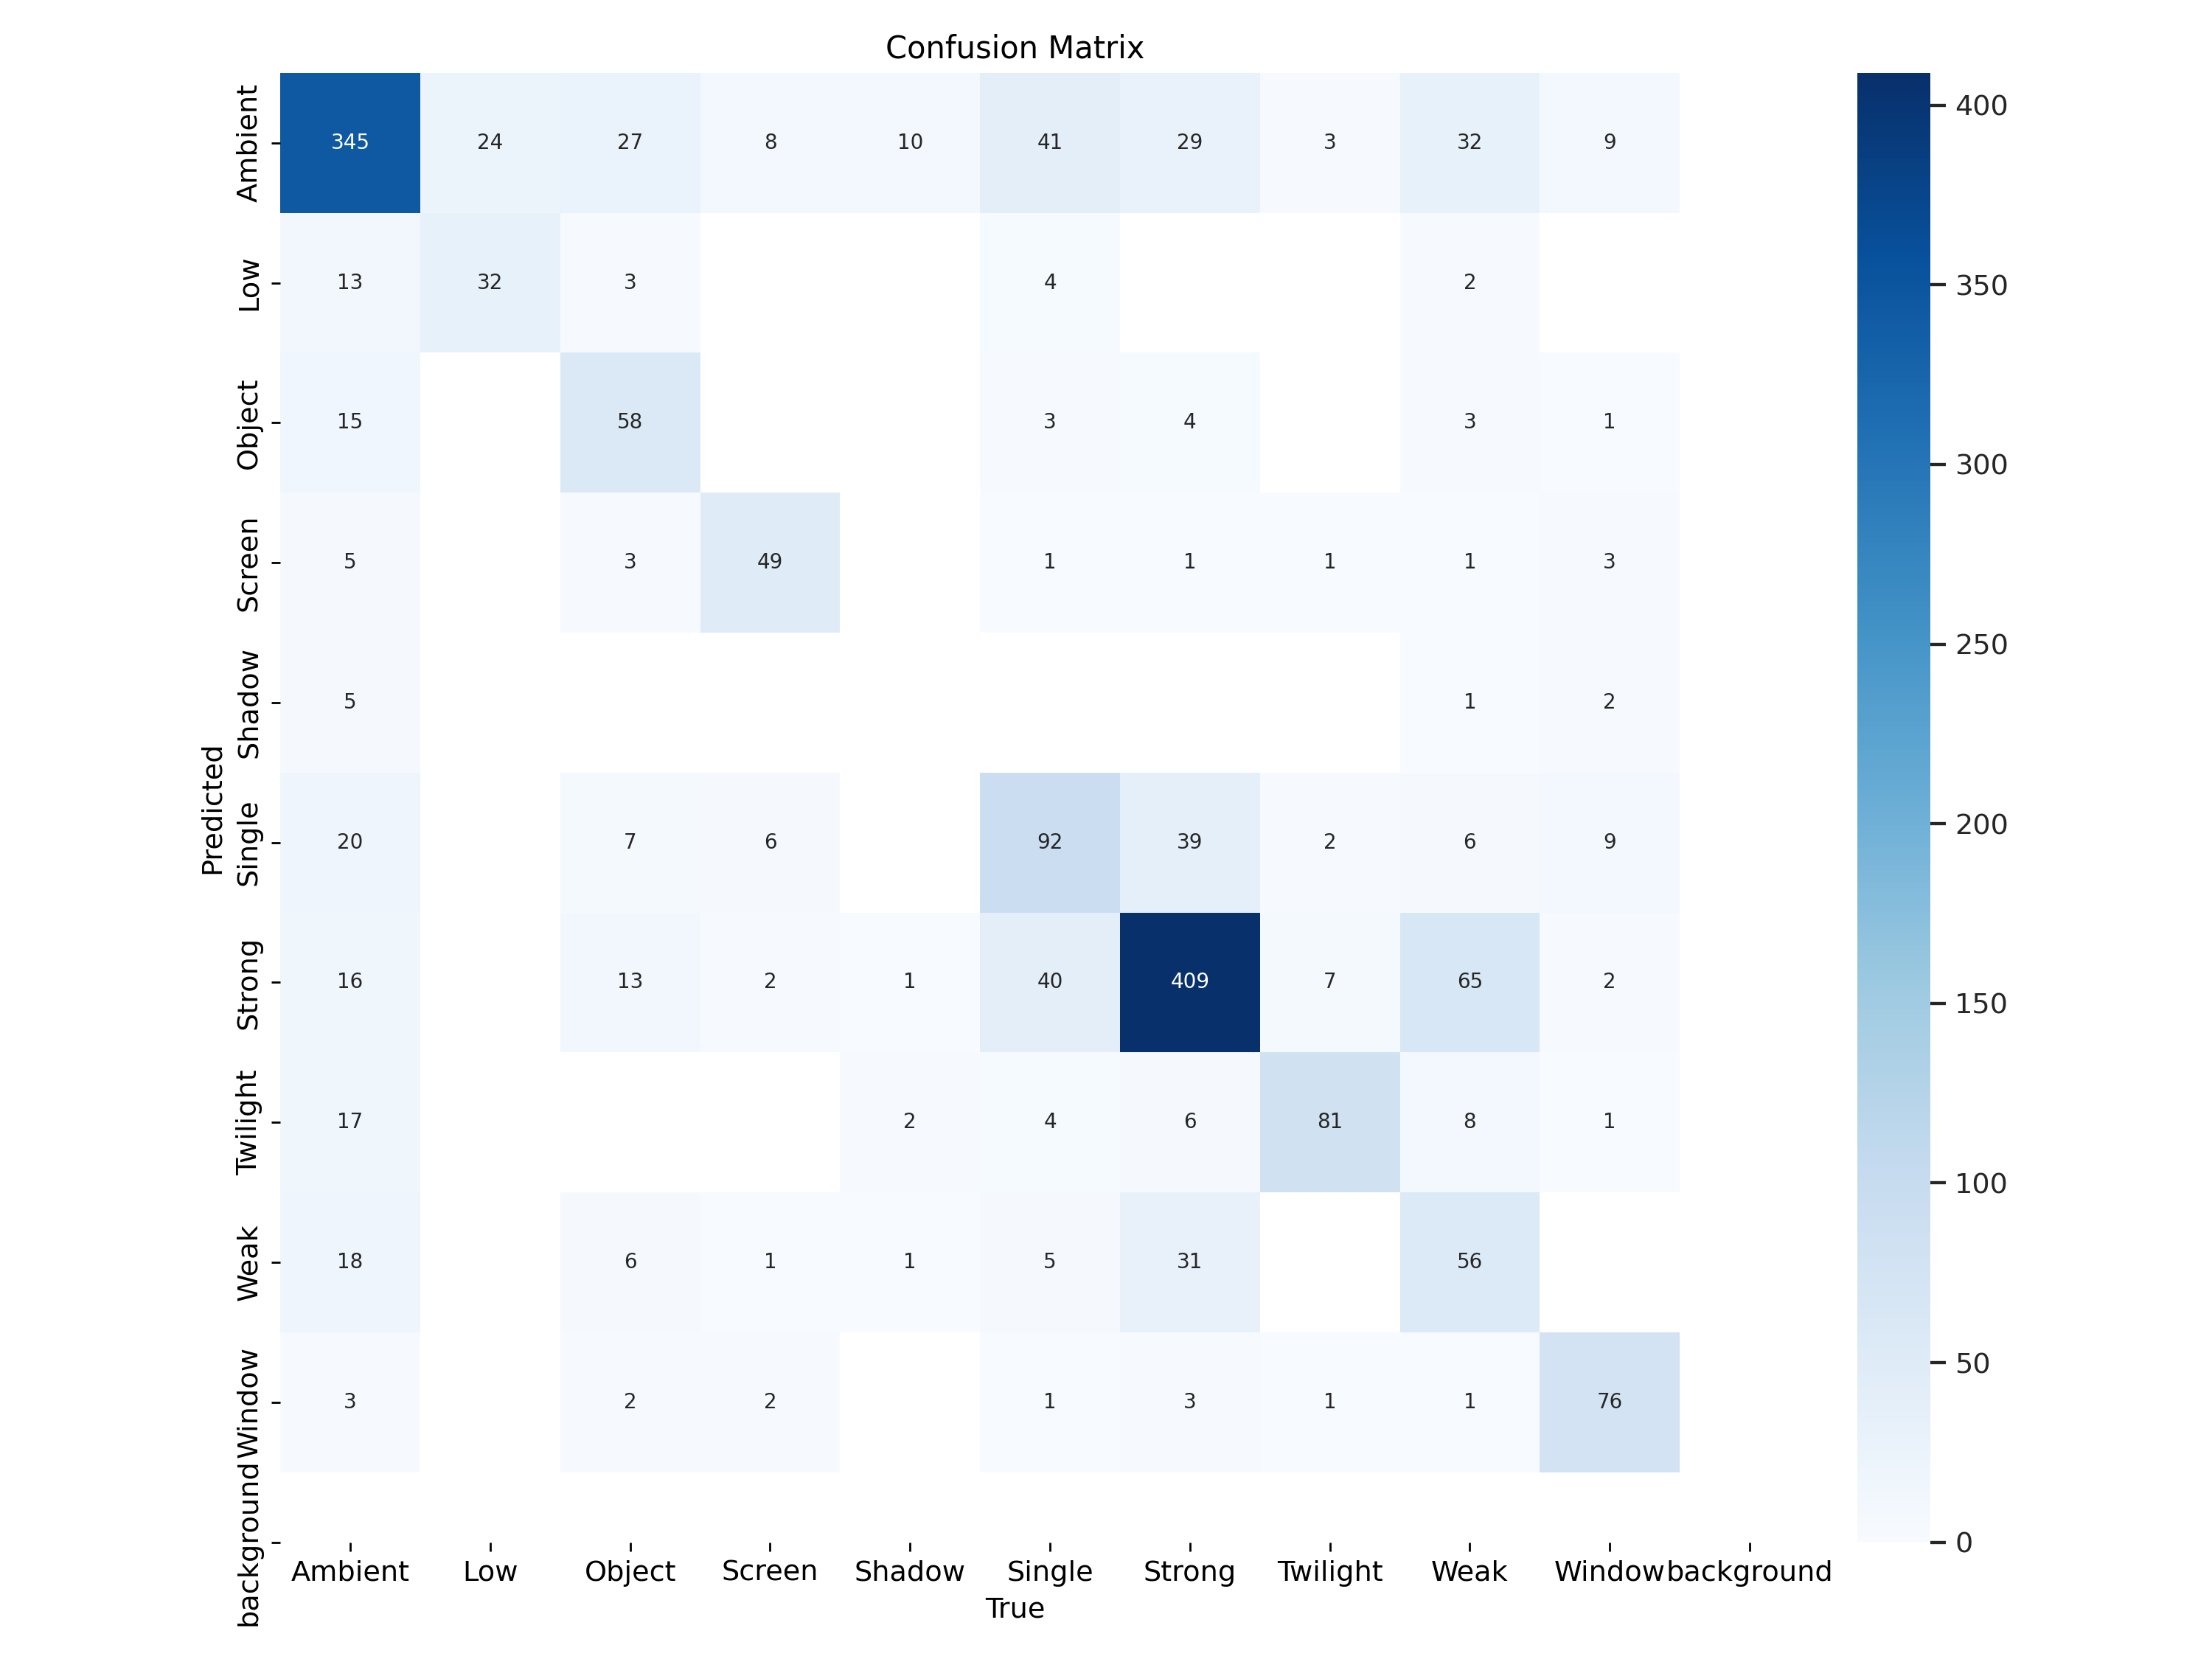 Confusion Matrix
Ambient 345 24 27 8 10 41 29 3 32 9
Low 13 32 3 4 2
Object 15 58 3 4 3 1
Screen 5 3 49 1 1 1 1 3
Shadow 5 1 2
Single 20 7 6 92 39 2 6 9
Strong 16 13 2 1 40 409 7 65 2
Twilight 17 2 4 6 81 8 1
Weak 18 6 1 1 5 31 56
Window 3 2 2 1 3 1 1 76
background
Predicted
Ambient Low Object Screen Shadow Single Strong Twilight Weak Window background
True
400
350
300
250
200
150
100
50
0